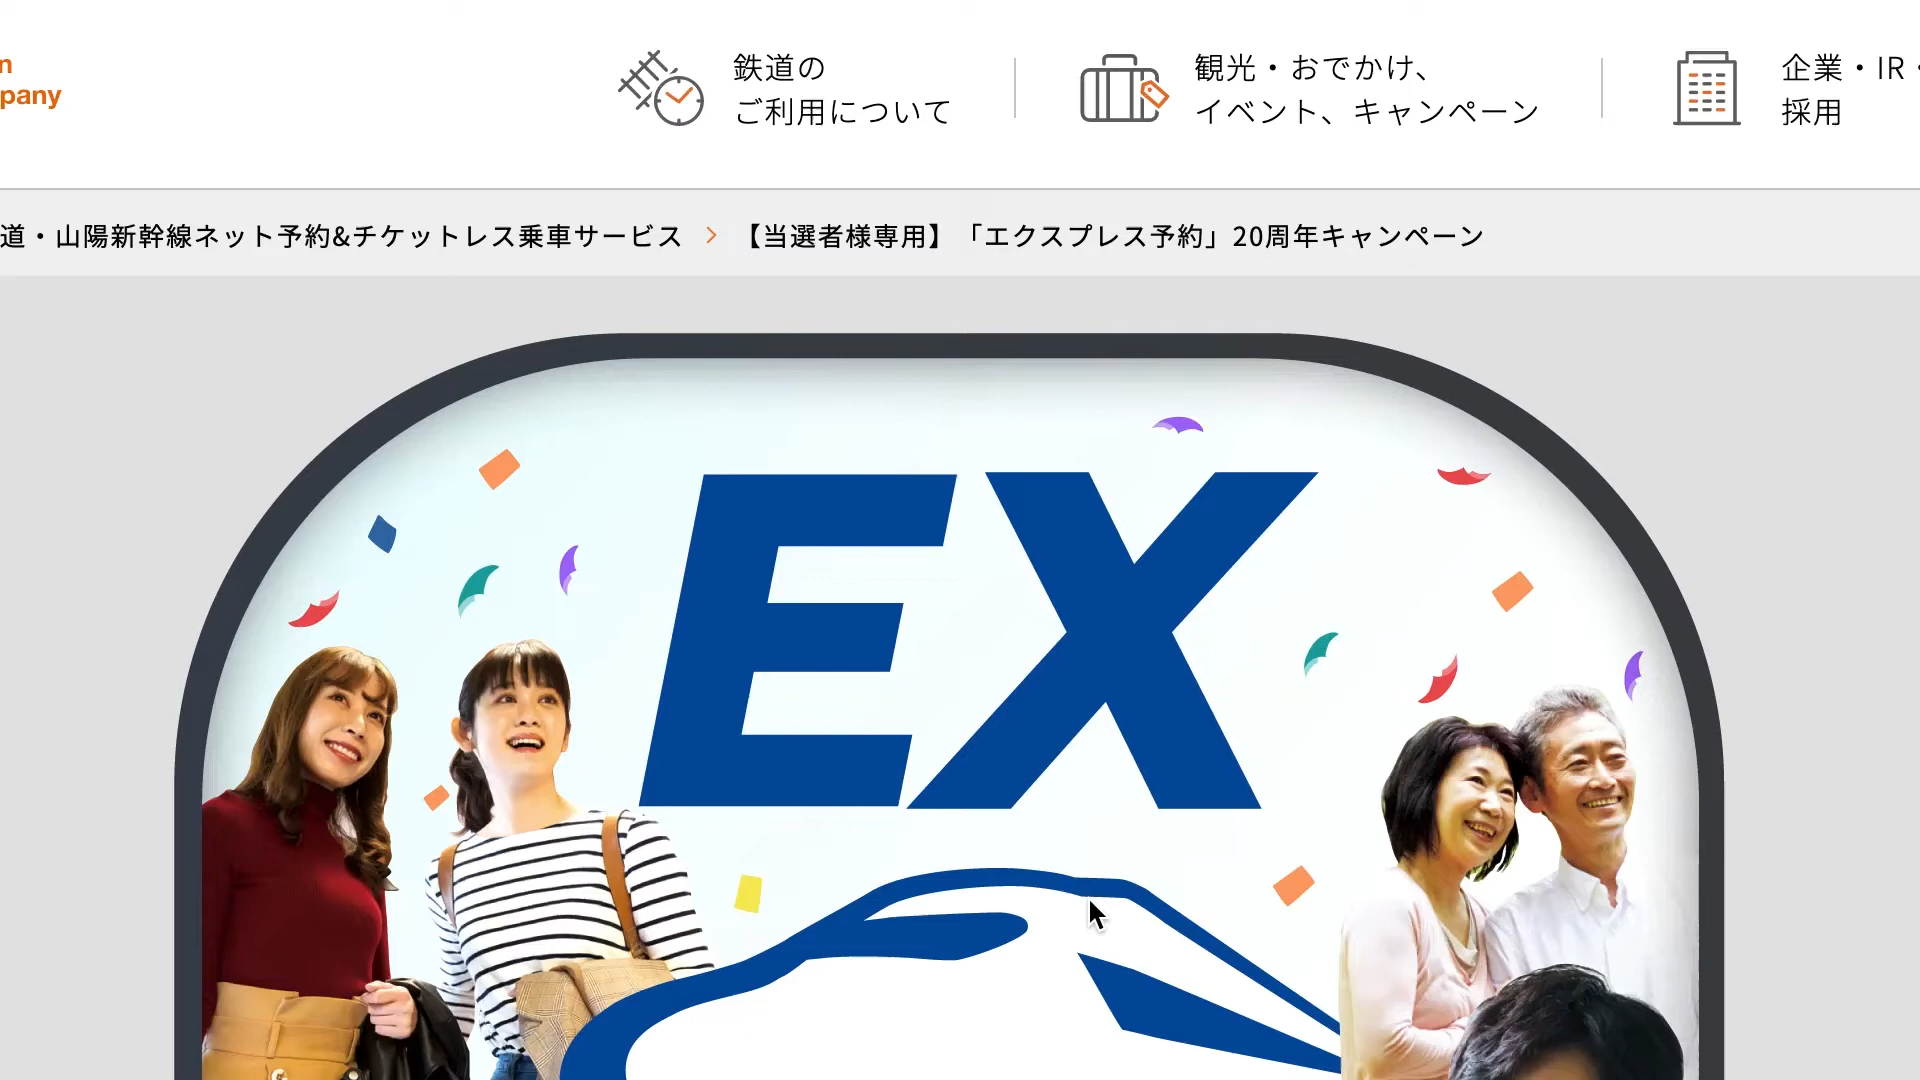 n
pany
鉄道の
ご利用について
観光・おでかけ、
イベント、キャンペーン
企業・IR・
採用
道・山陽新幹線ネット予約&チケットレス乗車サービス > 【当選者様専用】「エクスプレス予約」20周年キャンペーン
EX